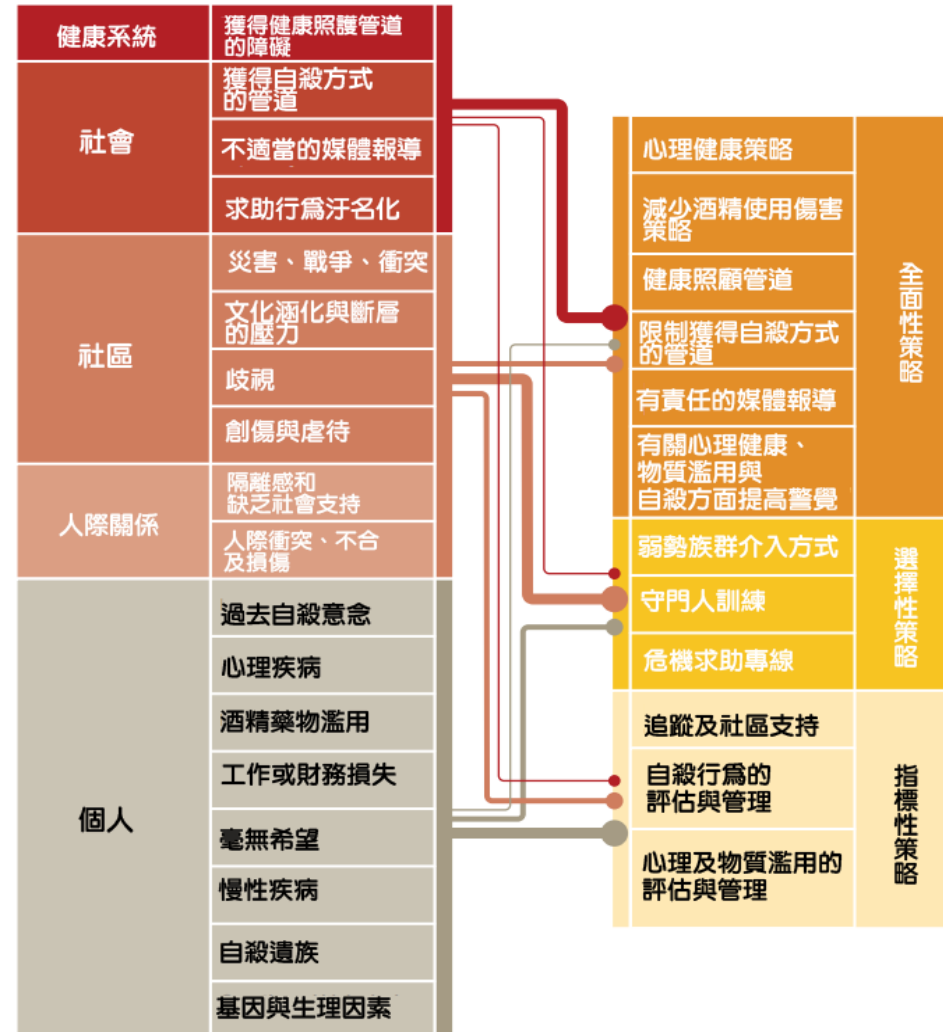 健康系統
獲得健康照護管道
的障礙
社會
獲得自殺方式
的管道
不適當的媒體報導
求助行為汙名化
社區
災害、戰爭、衝突
文化涵化與斷層
的壓力
歧視
創傷與虐待
人際關係
隔離感和
缺乏社會支持
人際衝突、不合
及損傷
個人
過去自殺意念
心理疾病
酒精藥物濫用
工作或財務損失
毫無希望
慢性疾病
自殺遺族
基因與生理因素
心理健康策略
減少酒精使用傷害
策略
健康照顧管道
限制獲得自殺方式
的管道
有責任的媒體報導
有關心理健康、
物質濫用與
自殺方面提高警覺
全面性策略
弱勢族群介入方式
守門人訓練
危機求助專線
選擇性策略
追蹤及社區支持
自殺行為的
評估與管理
心理及物質濫用的
評估與管理
指標性策略